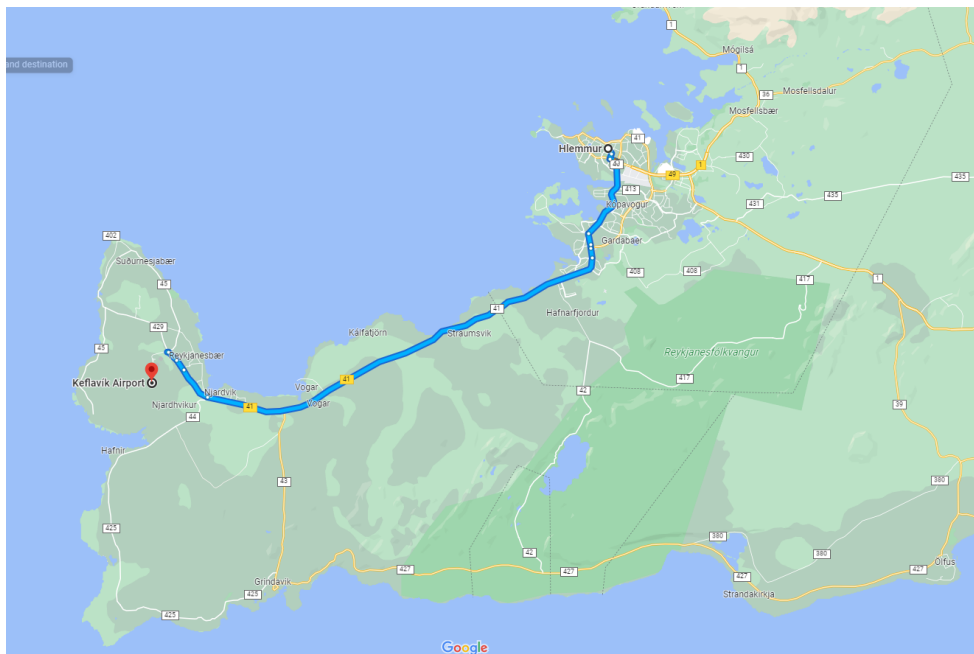 1
Mógilsá
and destination
1
36
Mosfellsdalur
Mosfellsbær
41
Hlemmur
40
430
1
49
435
413
435
431
Kópavogur
402
Garðabær
408
408
417
1
Suðurnesjabær
45
41
Hafnarfjörður
429
Kálfatjörn
Straumsvík
45
Reykjanesbær
Reykjanesfólkvangur
Keflavík Airport
417
Njarðvík
Vogar
41
42
Njarðhvíkur
41
Vogar
39
44
Hafnir
43
380
425
380
42
380
427
427
Ölfus
Grindavík
427
427
425
Strandakirkja
425
Google